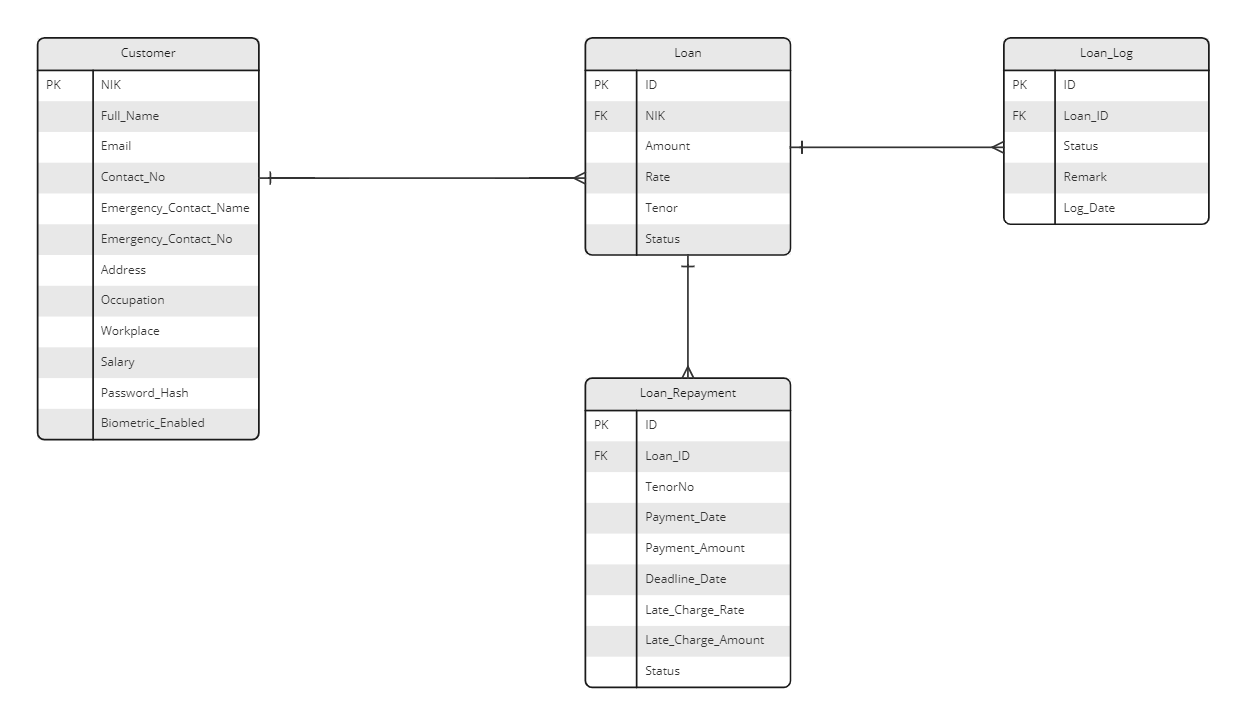 Customer
PK NIK
Full_Name
Email
Contact_No
Emergency_Contact_Name
Emergency_Contact_No
Address
Occupation
Workplace
Salary
Password_Hash
Biometric_Enabled
Loan
PK ID
FK NIK
Amount
Rate
Tenor
Status
Loan_Log
PK ID
FK Loan_ID
Status
Remark
Log_Date
Loan_Repayment
PK ID
FK Loan_ID
TenorNo
Payment_Date
Payment_Amount
Deadline_Date
Late_Charge_Rate
Late_Charge_Amount
Status